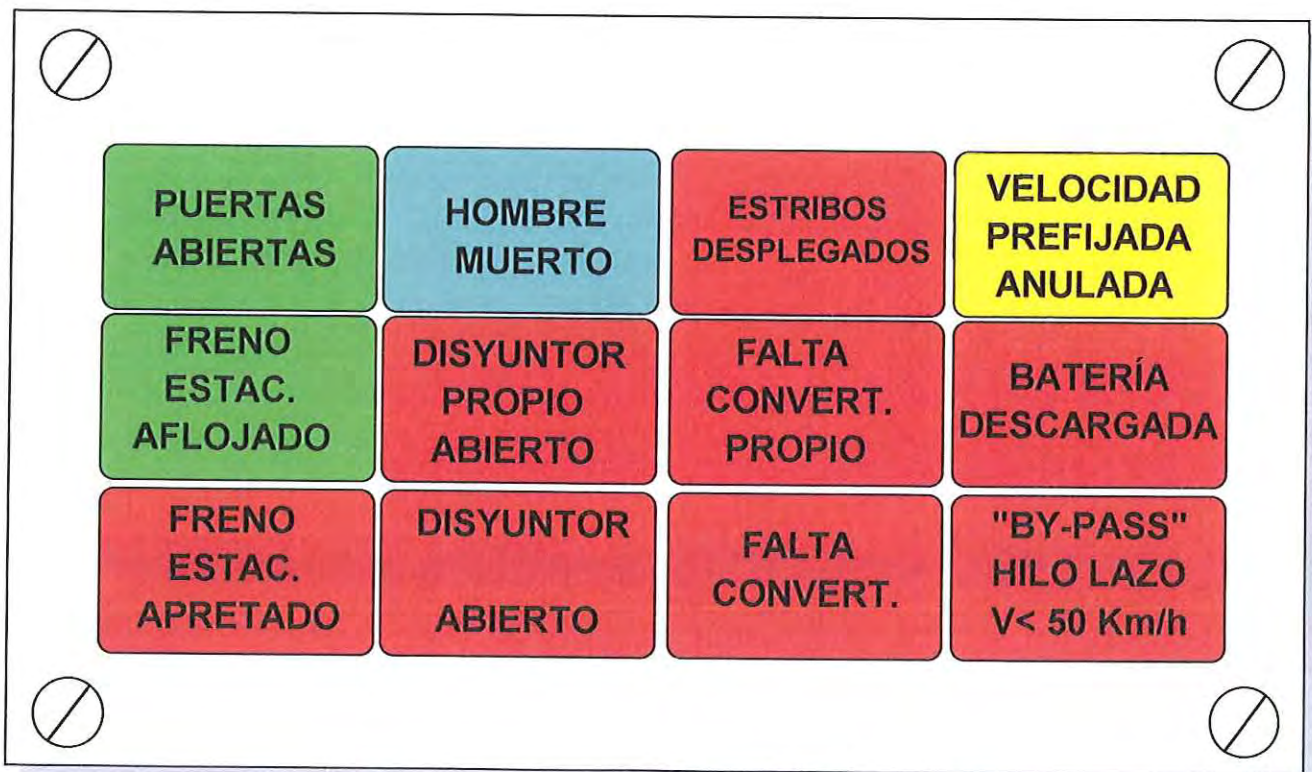 PUERTAS
ABIERTAS
HOMBRE
MUERTO
ESTRIBOS
DESPLEGADOS
VELOCIDAD
PREFIJADA
ANULADA
FRENO
ESTAC.
AFLOJADO
DISYUNTOR
PROPIO
ABIERTO
FALTA
CONVERT.
PROPIO
BATERÍA
DESCARGADA
FRENO
ESTAC.
APRETADO
DISYUNTOR
ABIERTO
FALTA
CONVERT.
"BY-PASS"
HILO LAZO
V< 50 Km/h